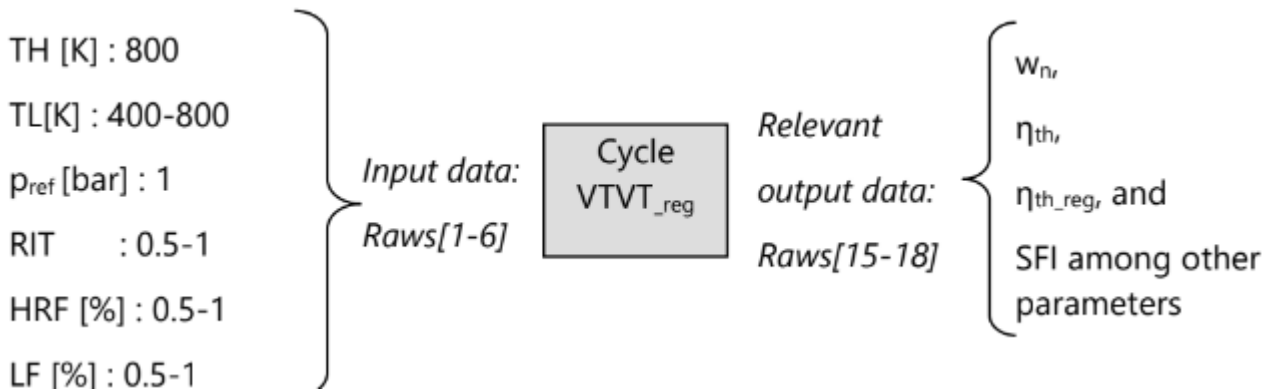 TH [K] : 800
TL[K] : 400-800
pref [bar] : 1
RIT : 0.5-1
HRF [%] : 0.5-1
LF [%] : 0.5-1
Input data:
Raws[1-6]
Cycle
VTVT_reg
Relevant
output data:
Raws[15-18]
wn,
ηth,
ηth_reg, and
SFI among other
parameters